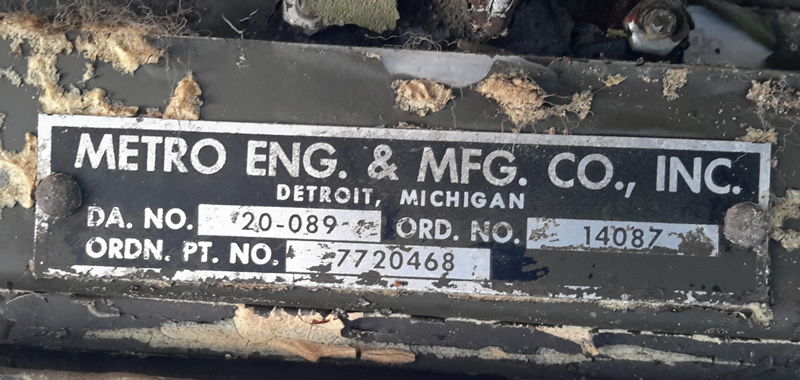 METRO ENG. & MFG. CO., INC.
DETROIT, MICHIGAN
DA. NO. 20-089 ORD. NO. 14087
ORDN. PT. NO. 7720468